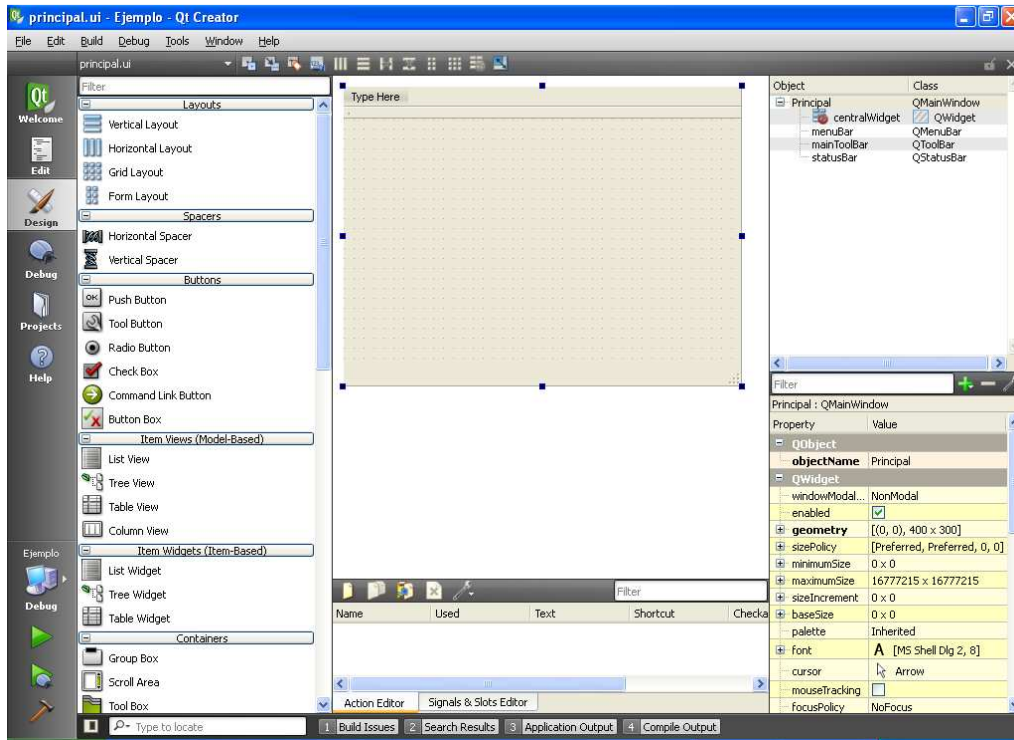 principal.ui - Ejemplo - Qt Creator
File Edit Build Debug Tools Window Help
principal.ui
Qt
Welcome
Edit
Design
Debug
Projects
Help
Ejemplo
Debug
Filter
Layouts
Vertical Layout
Horizontal Layout
Grid Layout
Form Layout
Spacers
Horizontal Spacer
Vertical Spacer
Buttons
OK Push Button
Tool Button
Radio Button
Check Box
Command Link Button
Button Box
Item Views (Model-Based)
List View
Tree View
Table View
Column View
Item Widgets (Item-Based)
List Widget
Tree Widget
Table Widget
Containers
Group Box
Scroll Area
Tool Box
Type Here
Filter
Name Used Text Shortcut Checka
Action Editor Signals & Slots Editor
Object Class
Principal QMainWindow
centralWidget QWidget
menuBar QMenuBar
mainToolBar QToolBar
statusBar QStatusBar
Filter
Principal : QMainWindow
Property Value
QObject
objectName Principal
QWidget
windowModal... NonModal
enabled
geometry [(0, 0), 400 x 300]
sizePolicy [Preferred, Preferred, 0, 0]
minimumSize 0 x 0
maximumSize 16777215 x 16777215
sizeIncrement 0 x 0
baseSize 0 x 0
palette Inherited
font A [MS Shell Dlg 2, 8]
cursor Arrow
mouseTracking
focusPolicy NoFocus
Type to locate
1 Build Issues 2 Search Results 3 Application Output 4 Compile Output